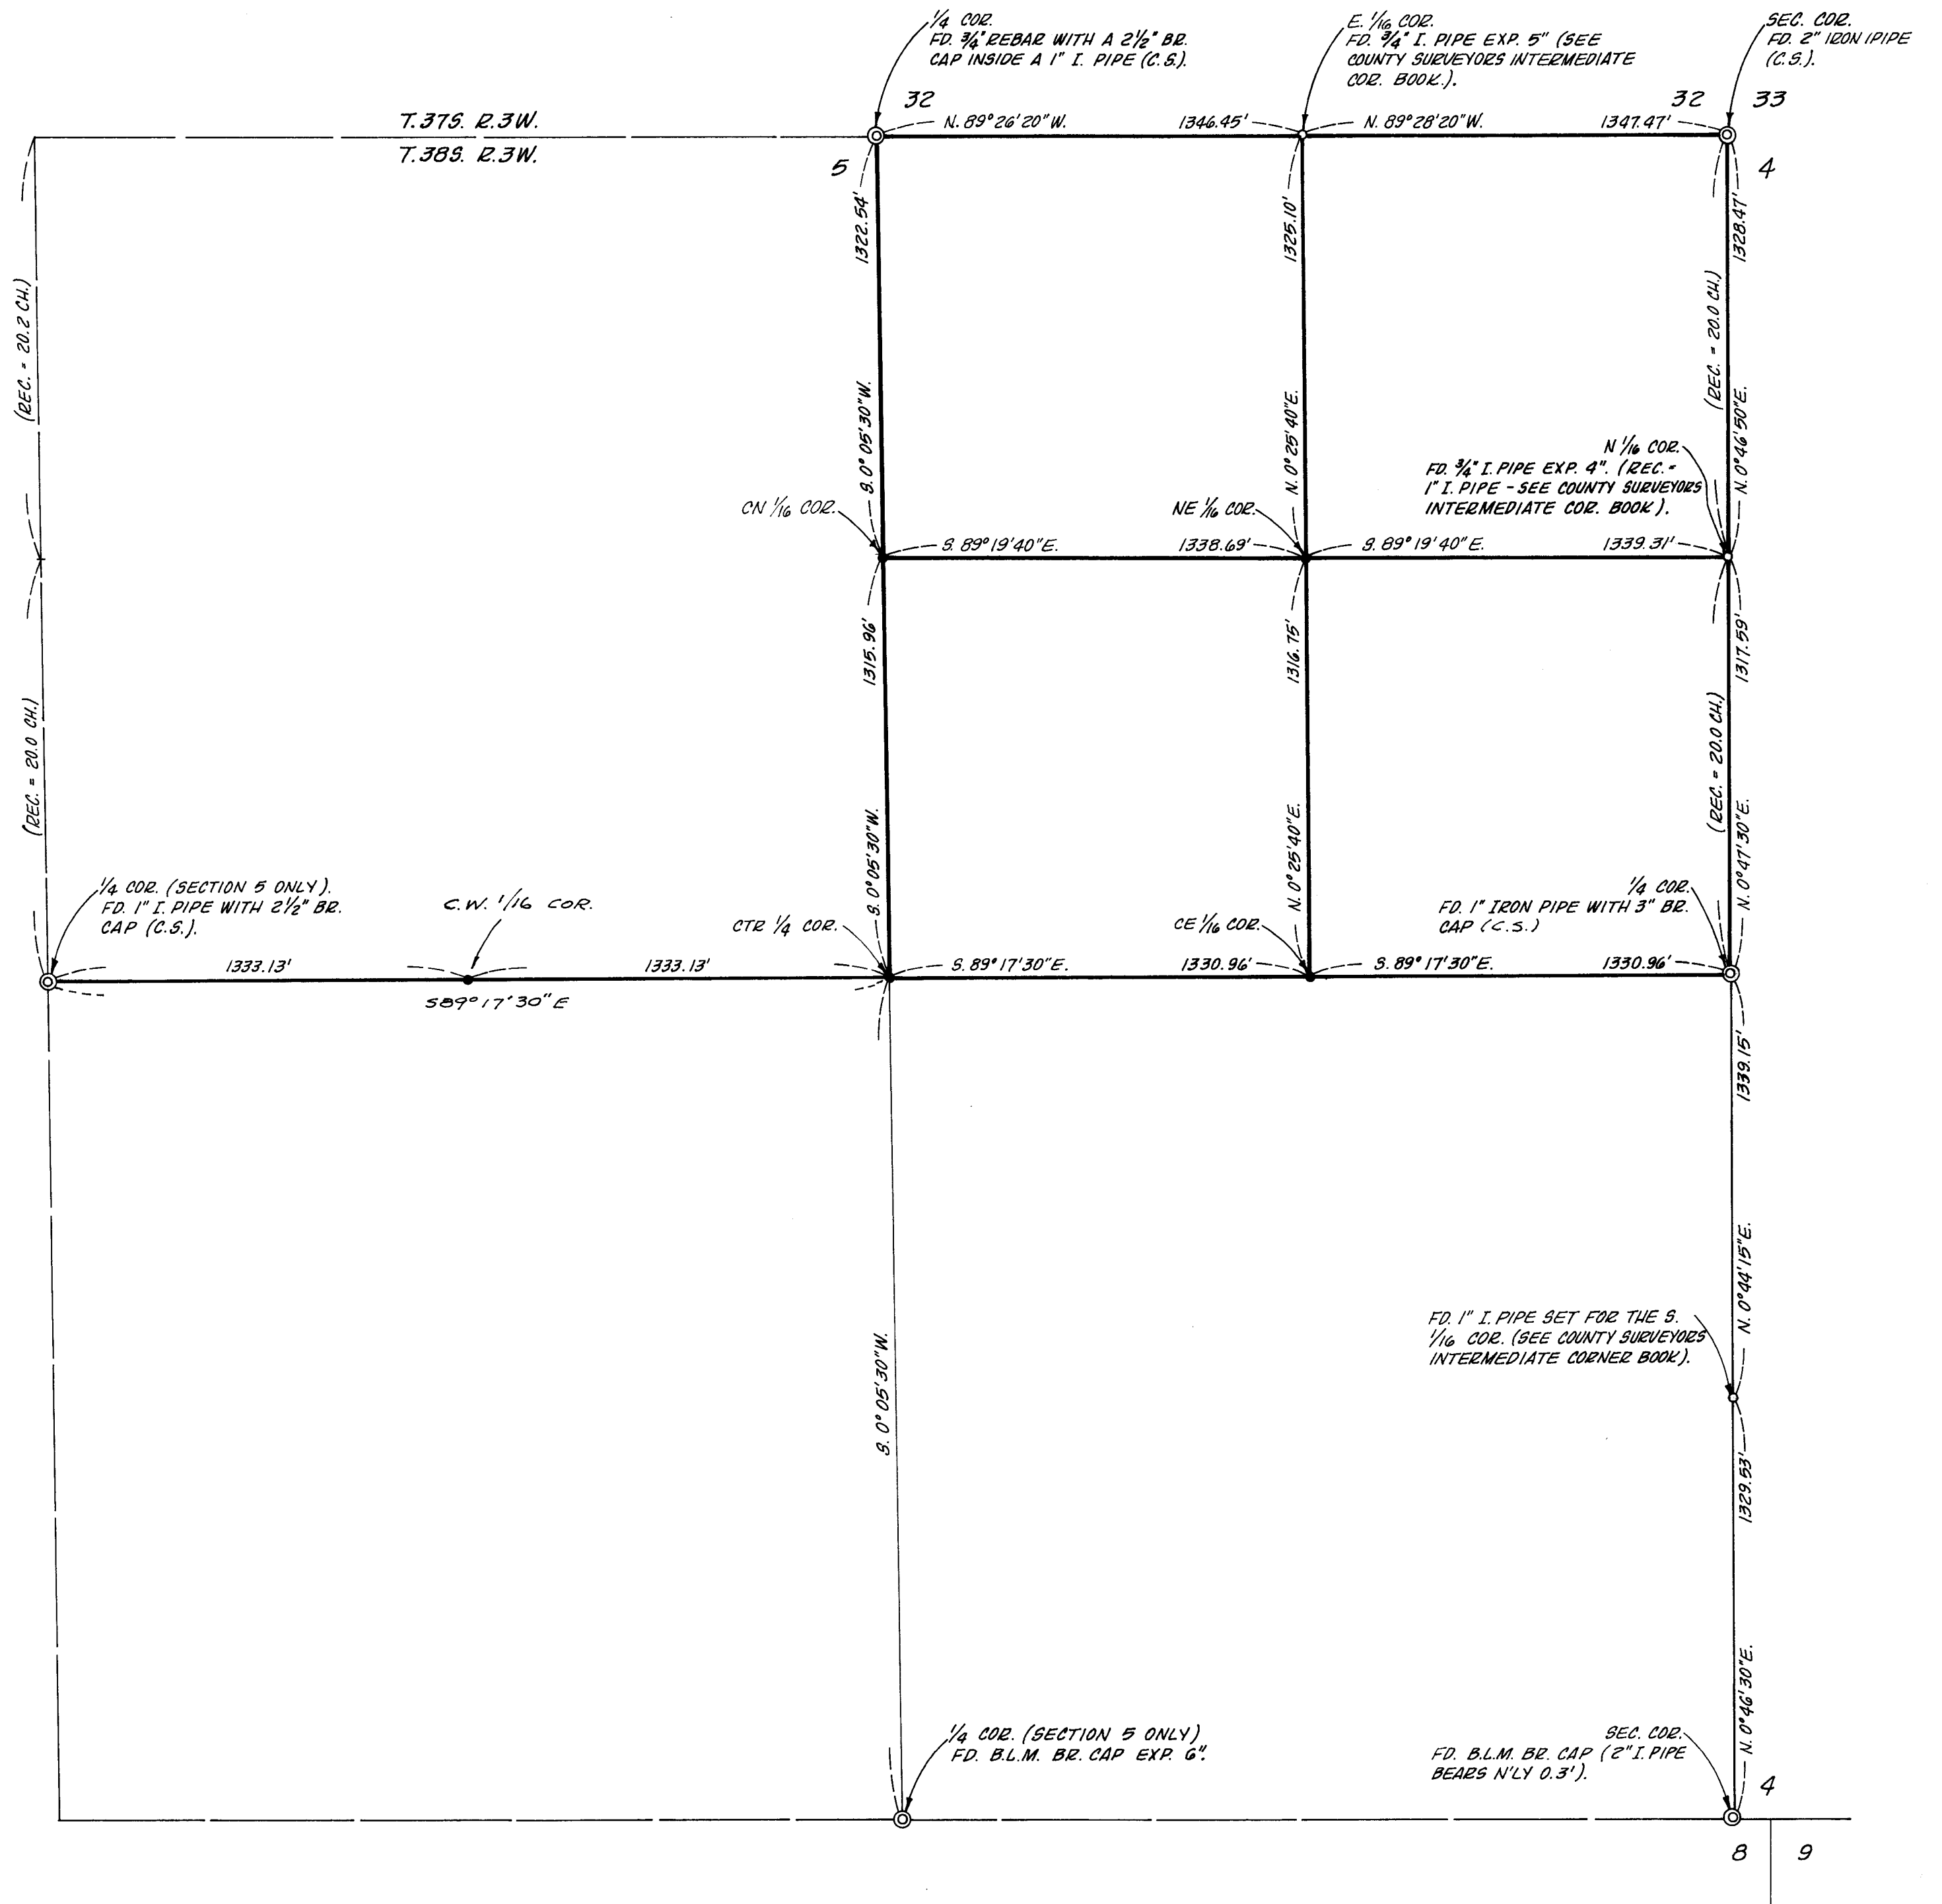 1/4 COR.
FD. 3/4" REBAR WITH A 2 1/2" BR.
CAP INSIDE A 1" I. PIPE (C.S.).
E. 1/16 COR.
FD. 3/4" I. PIPE EXP. 5" (SEE
COUNTY SURVEYORS INTERMEDIATE
COR. BOOK.).
SEC. COR.
FD. 2" IRON IPIPE
(C.S.).
32
32
33
T.37S. R.3W.
T.38S. R.3W.
N. 89°26'20"W.
1346.45'
N. 89°28'20"W.
1347.47'
5
4
1322.54'
1325.10'
1328.47'
(REC. = 20.2 CH.)
(REC. = 20.0 CH.)
S. 0°05'30"W.
N. 0°25'40"E.
N. 0°46'50"E.
N 1/16 COR.
FD. 3/4" I. PIPE EXP. 4". (REC. =
1" I. PIPE - SEE COUNTY SURVEYORS
INTERMEDIATE COR. BOOK).
CN 1/16 COR.
NE 1/16 COR.
S. 89°19'40"E.
1338.69'
S. 89°19'40"E.
1339.31'
1315.96'
1316.75'
1317.59'
(REC. = 20.0 CH.)
(REC. = 20.0 CH.)
S. 0°05'30"W.
N. 0°25'40"E.
N. 0°47'30"E.
1/4 COR. (SECTION 5 ONLY).
FD. 1" I. PIPE WITH 2 1/2" BR.
CAP (C.S.).
C.W. 1/16 COR.
CTR 1/4 COR.
CE 1/16 COR.
1/4 COR.
FD. 1" IRON PIPE WITH 3" BR.
CAP (C.S.)
1333.13'
1333.13'
S. 89°17'30"E.
1330.96'
S. 89°17'30"E.
1330.96'
S89°17'30"E
1339.15'
N. 0°44'15"E.
S. 0°05'30"W.
FD. 1" I. PIPE SET FOR THE S.
1/16 COR. (SEE COUNTY SURVEYORS
INTERMEDIATE CORNER BOOK).
1329.53'
N. 0°46'30"E.
1/4 COR. (SECTION 5 ONLY)
FD. B.L.M. BR. CAP EXP. 6".
SEC. COR.
FD. B.L.M. BR. CAP (2" I. PIPE
BEARS N'LY 0.3').
4
8
9